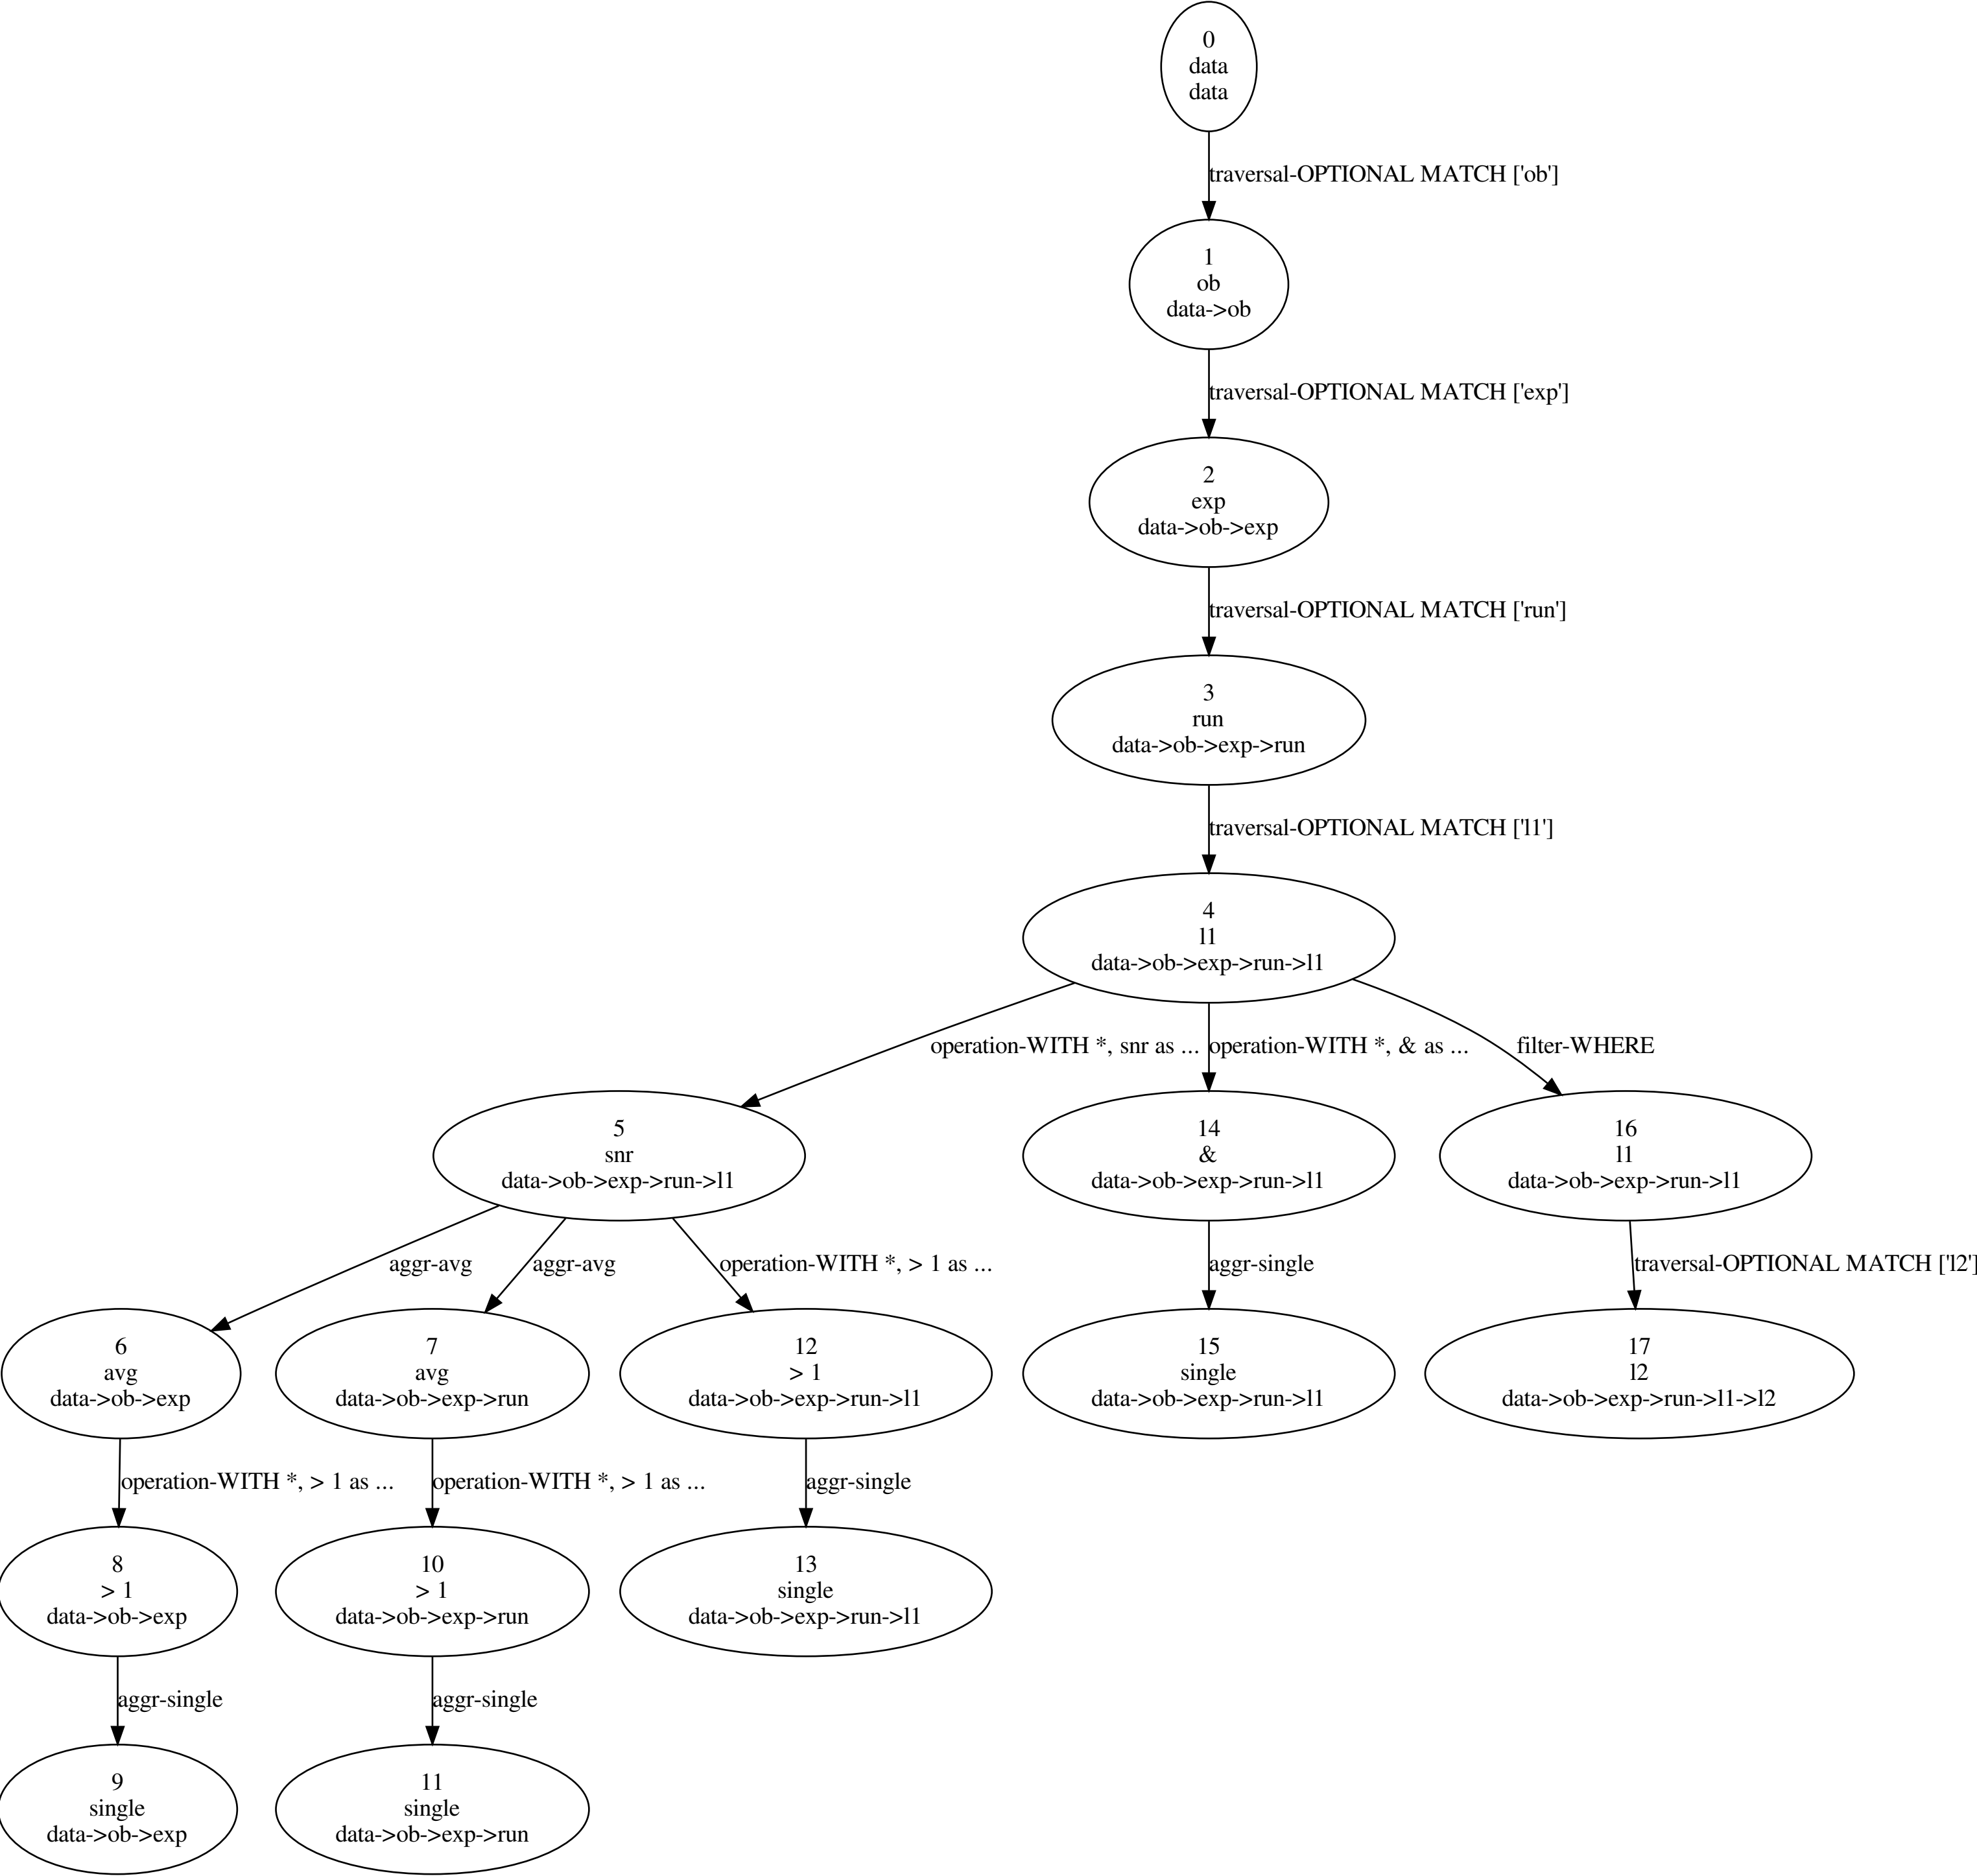 0
data
data
traversal-OPTIONAL MATCH ['ob']
1
ob
data->ob
traversal-OPTIONAL MATCH ['exp']
2
exp
data->ob->exp
traversal-OPTIONAL MATCH ['run']
3
run
data->ob->exp->run
traversal-OPTIONAL MATCH ['l1']
4
l1
data->ob->exp->run->l1
operation-WITH *, snr as ...
operation-WITH *, & as ...
filter-WHERE
5
snr
data->ob->exp->run->l1
14
&
data->ob->exp->run->l1
16
l1
data->ob->exp->run->l1
aggr-avg
aggr-avg
operation-WITH *, > 1 as ...
aggr-single
traversal-OPTIONAL MATCH ['l2']
6
avg
data->ob->exp
7
avg
data->ob->exp->run
12
> 1
data->ob->exp->run->l1
15
single
data->ob->exp->run->l1
17
l2
data->ob->exp->run->l1->l2
operation-WITH *, > 1 as ...
operation-WITH *, > 1 as ...
aggr-single
8
> 1
data->ob->exp
10
> 1
data->ob->exp->run
13
single
data->ob->exp->run->l1
aggr-single
aggr-single
9
single
data->ob->exp
11
single
data->ob->exp->run